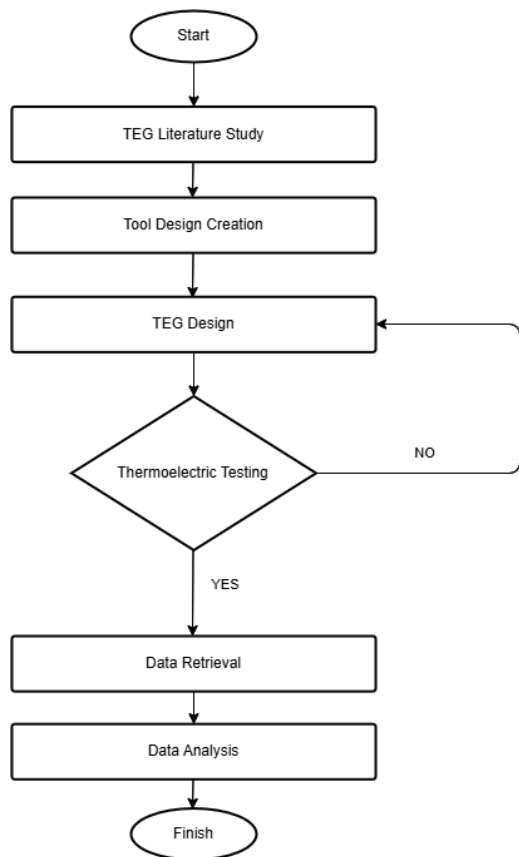 Start
TEG Literature Study
Tool Design Creation
TEG Design
Thermoelectric Testing
NO
YES
Data Retrieval
Data Analysis
Finish